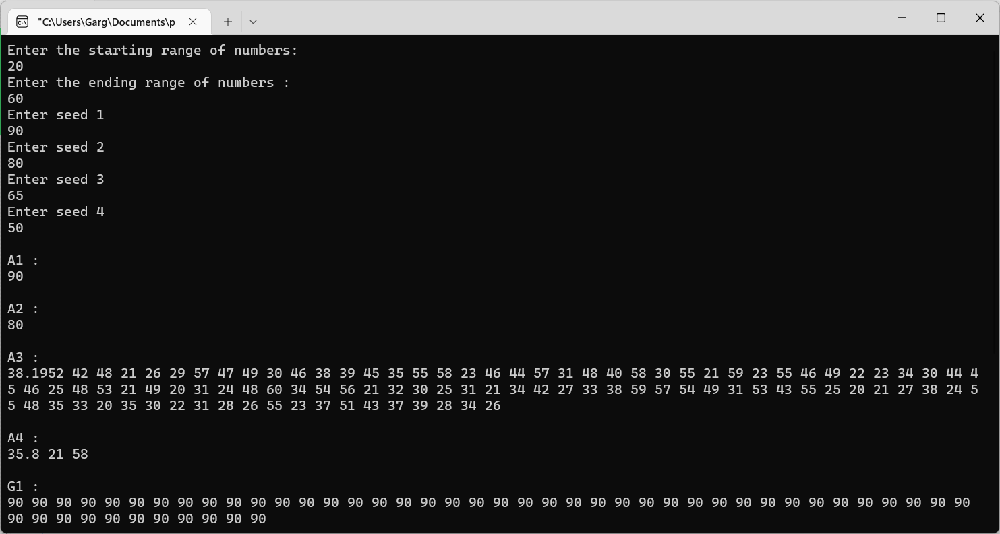 "C:\Users\Garg\Documents\p
Enter the starting range of numbers:
20
Enter the ending range of numbers :
60
Enter seed 1
90
Enter seed 2
80
Enter seed 3
65
Enter seed 4
50
A1 :
90
A2 :
80
A3 :
38.1952 42 48 21 26 29 57 47 49 30 46 38 39 45 35 55 58 23 46 44 57 31 48 40 58 30 55 21 59 23 55 46 49 22 23 34 30 44 4
5 46 25 48 53 21 49 20 31 24 48 60 34 54 56 21 32 30 25 31 21 34 42 27 33 38 59 57 54 49 31 53 43 55 25 20 21 27 38 24 5
5 48 35 33 20 35 30 22 31 28 26 55 23 37 51 43 37 39 28 34 26
A4 :
35.8 21 58
G1 :
90 90 90 90 90 90 90 90 90 90 90 90 90 90 90 90 90 90 90 90 90 90 90 90 90 90 90 90 90 90 90 90 90 90 90 90 90 90 90 90
90 90 90 90 90 90 90 90 90 90 90